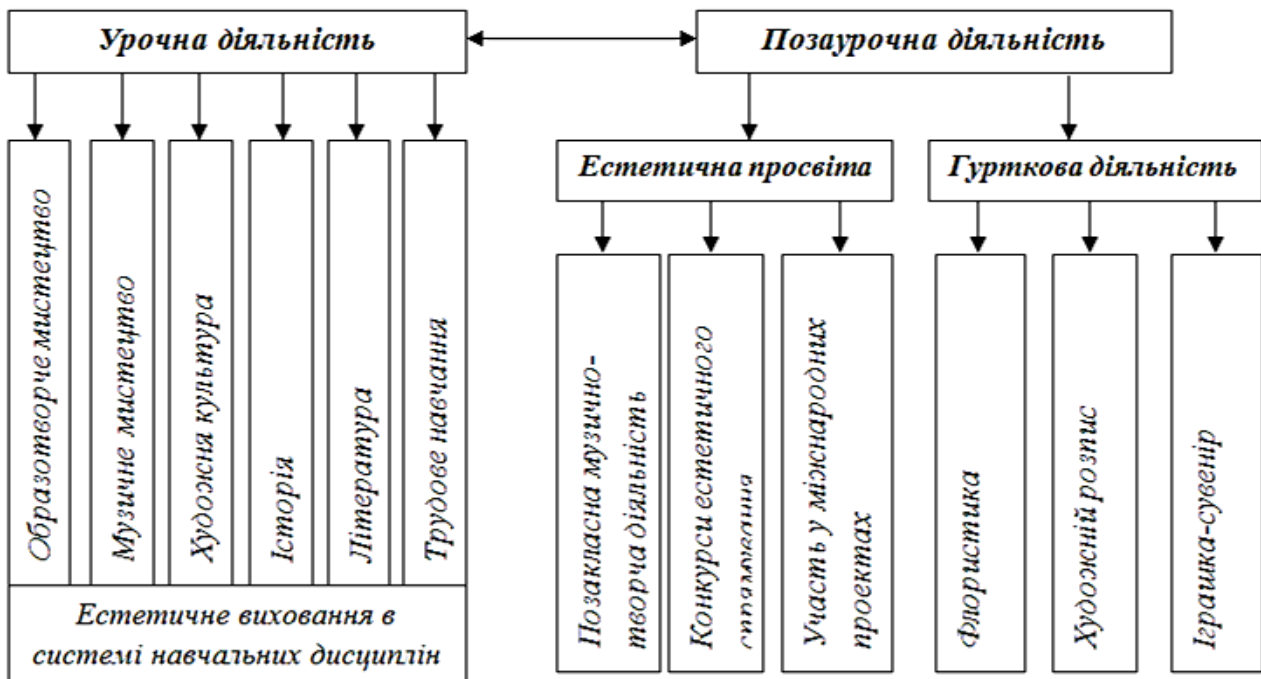 Урочна діяльність
Позаурочна діяльність
Образотворче мистецтво
Музичне мистецтво
Художня культура
Історія
Література
Трудове навчання
Естетичне виховання в
системі навчальних дисциплін
Естетична просвіта
Гурткова діяльність
Позакласна музично-
творча діяльність
Конкурси естетичного
спрямування
Участь у міжнародних
проектах
Флористика
Художній розпис
Іграшка-сувенір